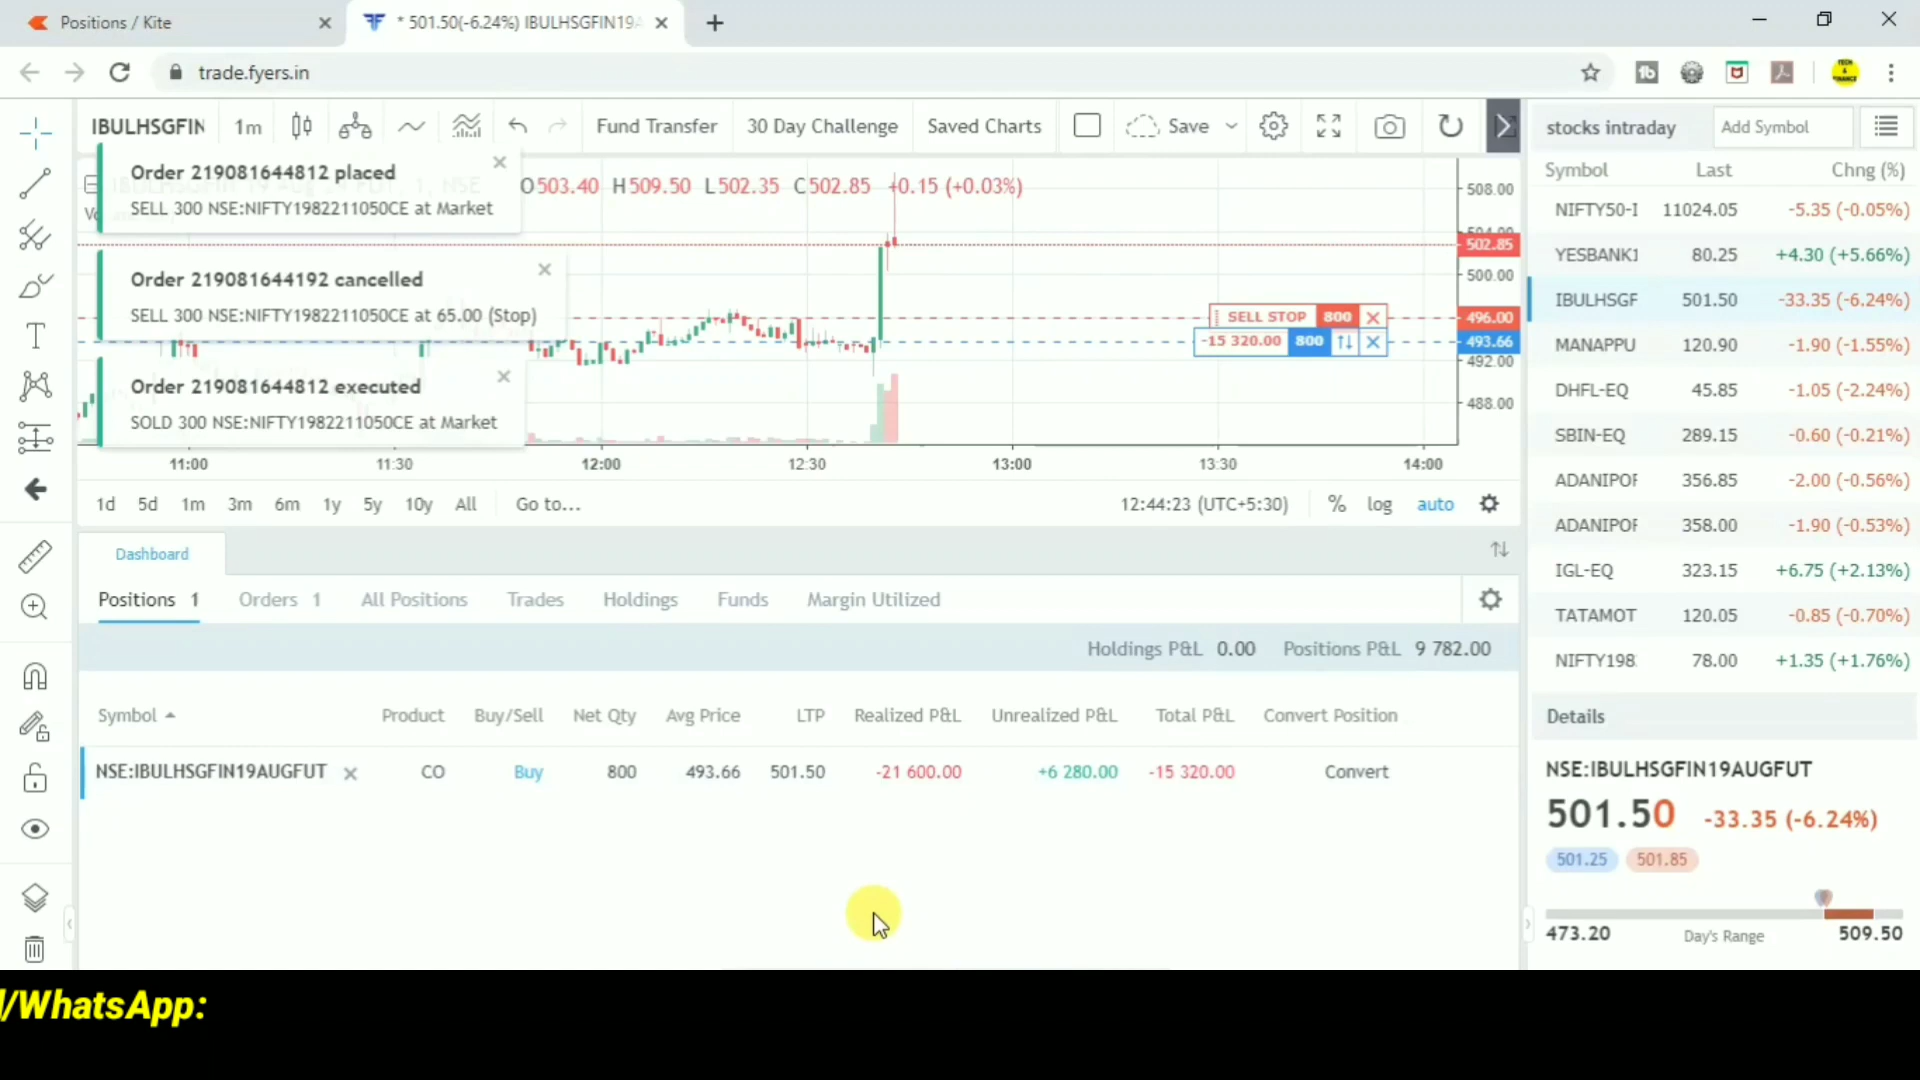 Positions / Kite
* 501.50(-6.24%) IBULHSGFIN19
trade.fyers.in
IBULHSGFIN 1m Fund Transfer 30 Day Challenge Saved Charts Save
Order 219081644812 placed
SELL 300 NSE:NIFTY1982211050CE at Market
O503.40 H509.50 L502.35 C502.85 +0.15 (+0.03%)
Order 219081644192 cancelled
SELL 300 NSE:NIFTY1982211050CE at 65.00 (Stop)
Order 219081644812 executed
SOLD 300 NSE:NIFTY1982211050CE at Market
508.00
502.85
500.00
SELL STOP 800 496.00
-15 320.00 800 493.66
492.00
488.00
11:00 11:30 12:00 12:30 13:00 13:30 14:00
1d 5d 1m 3m 6m 1y 5y 10y All Go to... 12:44:23 (UTC+5:30) % log auto
Dashboard
Positions 1 Orders 1 All Positions Trades Holdings Funds Margin Utilized
Holdings P&L 0.00 Positions P&L 9 782.00
Symbol Product Buy/Sell Net Qty Avg Price LTP Realized P&L Unrealized P&L Total P&L Convert Position
NSE:IBULHSGFIN19AUGFUT CO Buy 800 493.66 501.50 -21 600.00 +6 280.00 -15 320.00 Convert
stocks intraday Add Symbol
Symbol Last Chng (%)
NIFTY50-I 11024.05 -5.35 (-0.05%)
YESBANK1 80.25 +4.30 (+5.66%)
IBULHSGF 501.50 -33.35 (-6.24%)
MANAPPU 120.90 -1.90 (-1.55%)
DHFL-EQ 45.85 -1.05 (-2.24%)
SBIN-EQ 289.15 -0.60 (-0.21%)
ADANIPOF 356.85 -2.00 (-0.56%)
ADANIPOF 358.00 -1.90 (-0.53%)
IGL-EQ 323.15 +6.75 (+2.13%)
TATAMOT 120.05 -0.85 (-0.70%)
NIFTY198 78.00 +1.35 (+1.76%)
Details
NSE:IBULHSGFIN19AUGFUT
501.50 -33.35 (-6.24%)
501.25 501.85
473.20 Day's Range 509.50
/WhatsApp: